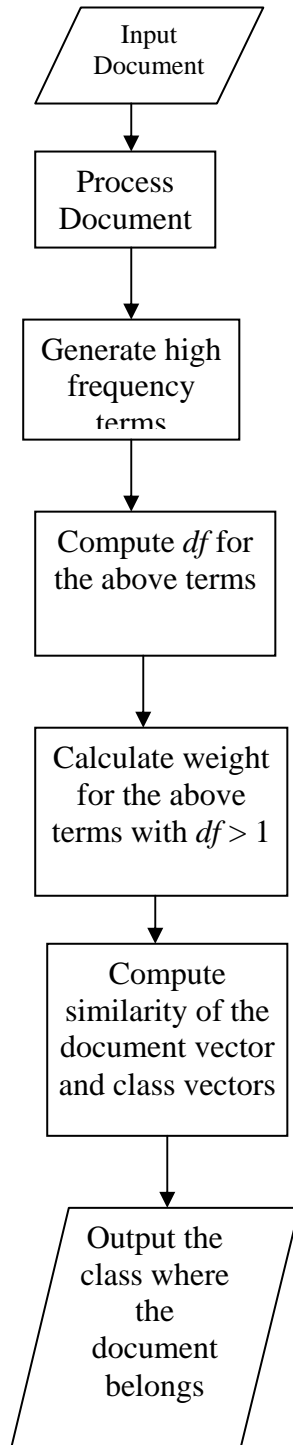 Input
Document
Process
Document
Generate high
frequency
terms
Compute df for
the above terms
Calculate weight
for the above
terms with df > 1
Compute
similarity of the
document vector
and class vectors
Output the
class where
the
document
belongs